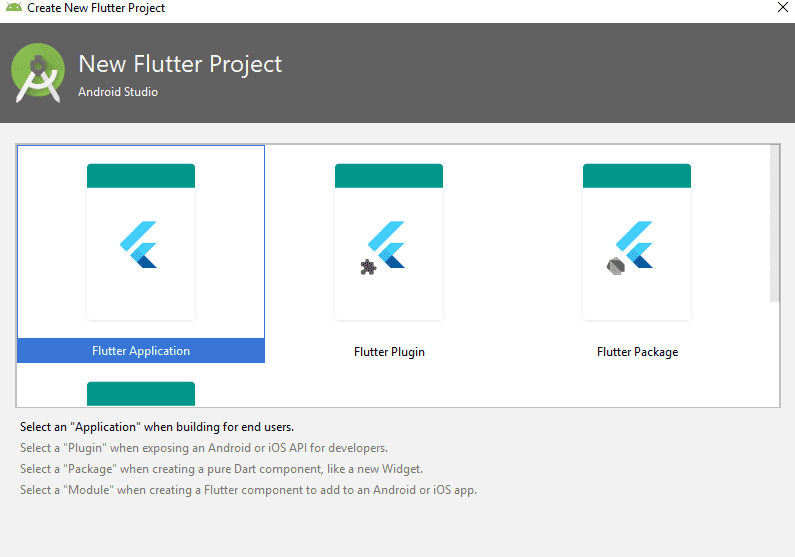 Create New Flutter Project
New Flutter Project
Android Studio
Flutter Application
Flutter Plugin
Flutter Package
Select an "Application" when building for end users.
Select a "Plugin" when exposing an Android or iOS API for developers.
Select a "Package" when creating a pure Dart component, like a new Widget.
Select a "Module" when creating a Flutter component to add to an Android or iOS app.